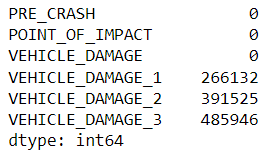 PRE_CRASH 0
POINT_OF_IMPACT 0
VEHICLE_DAMAGE 0
VEHICLE_DAMAGE_1 266132
VEHICLE_DAMAGE_2 391525
VEHICLE_DAMAGE_3 485946
dtype: int64